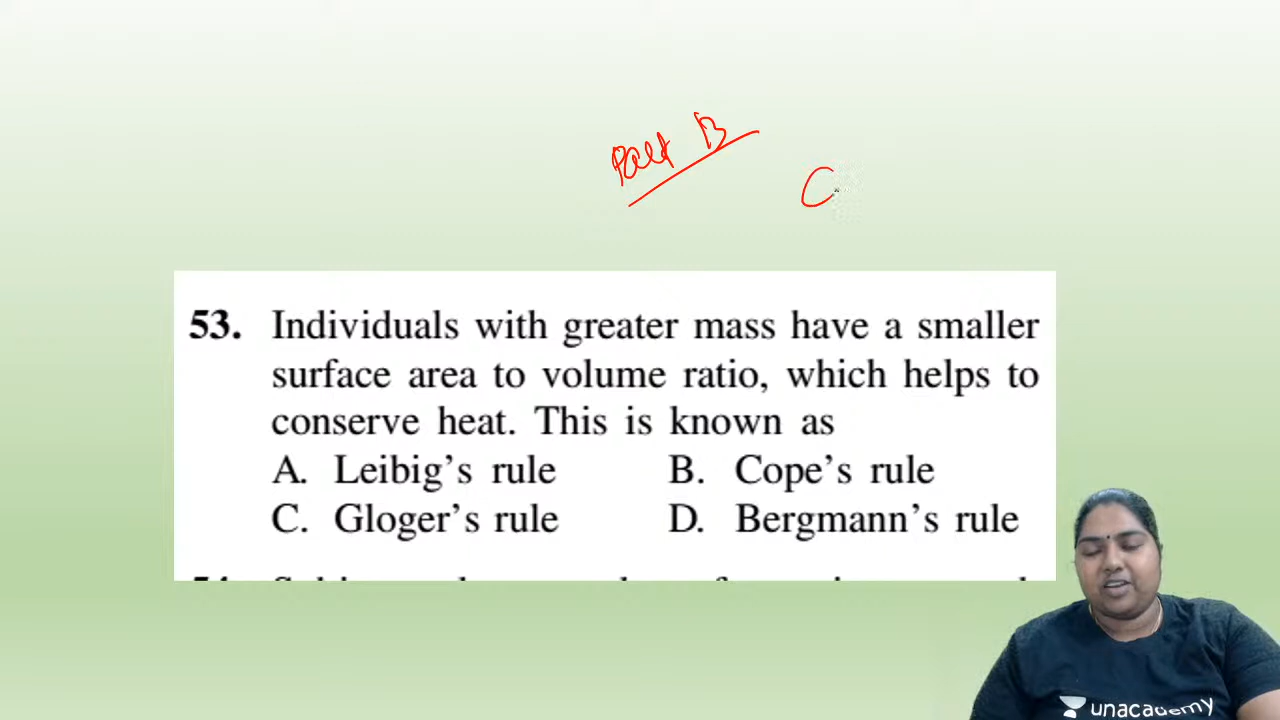 Part B
C
53. Individuals with greater mass have a smaller
surface area to volume ratio, which helps to
conserve heat. This is known as
A. Leibig's rule B. Cope's rule
C. Gloger's rule D. Bergmann's rule
unacademy